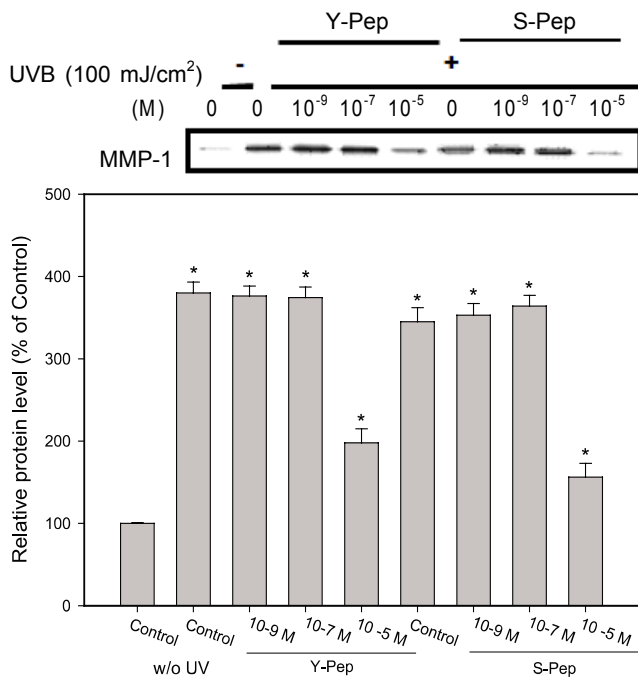 Y-Pep S-Pep
UVB (100 mJ/cm²) - +
(M) 0 0 10⁻⁹ 10⁻⁷ 10⁻⁵ 0 10⁻⁹ 10⁻⁷ 10⁻⁵
MMP-1
Relative protein level (% of Control)
500
400
300
200
100
0
* * * * * * * *
Control Control 10-9 M 10-7 M 10 -5 M Control 10-9 M 10-7 M 10 -5 M
w/o UV Y-Pep S-Pep